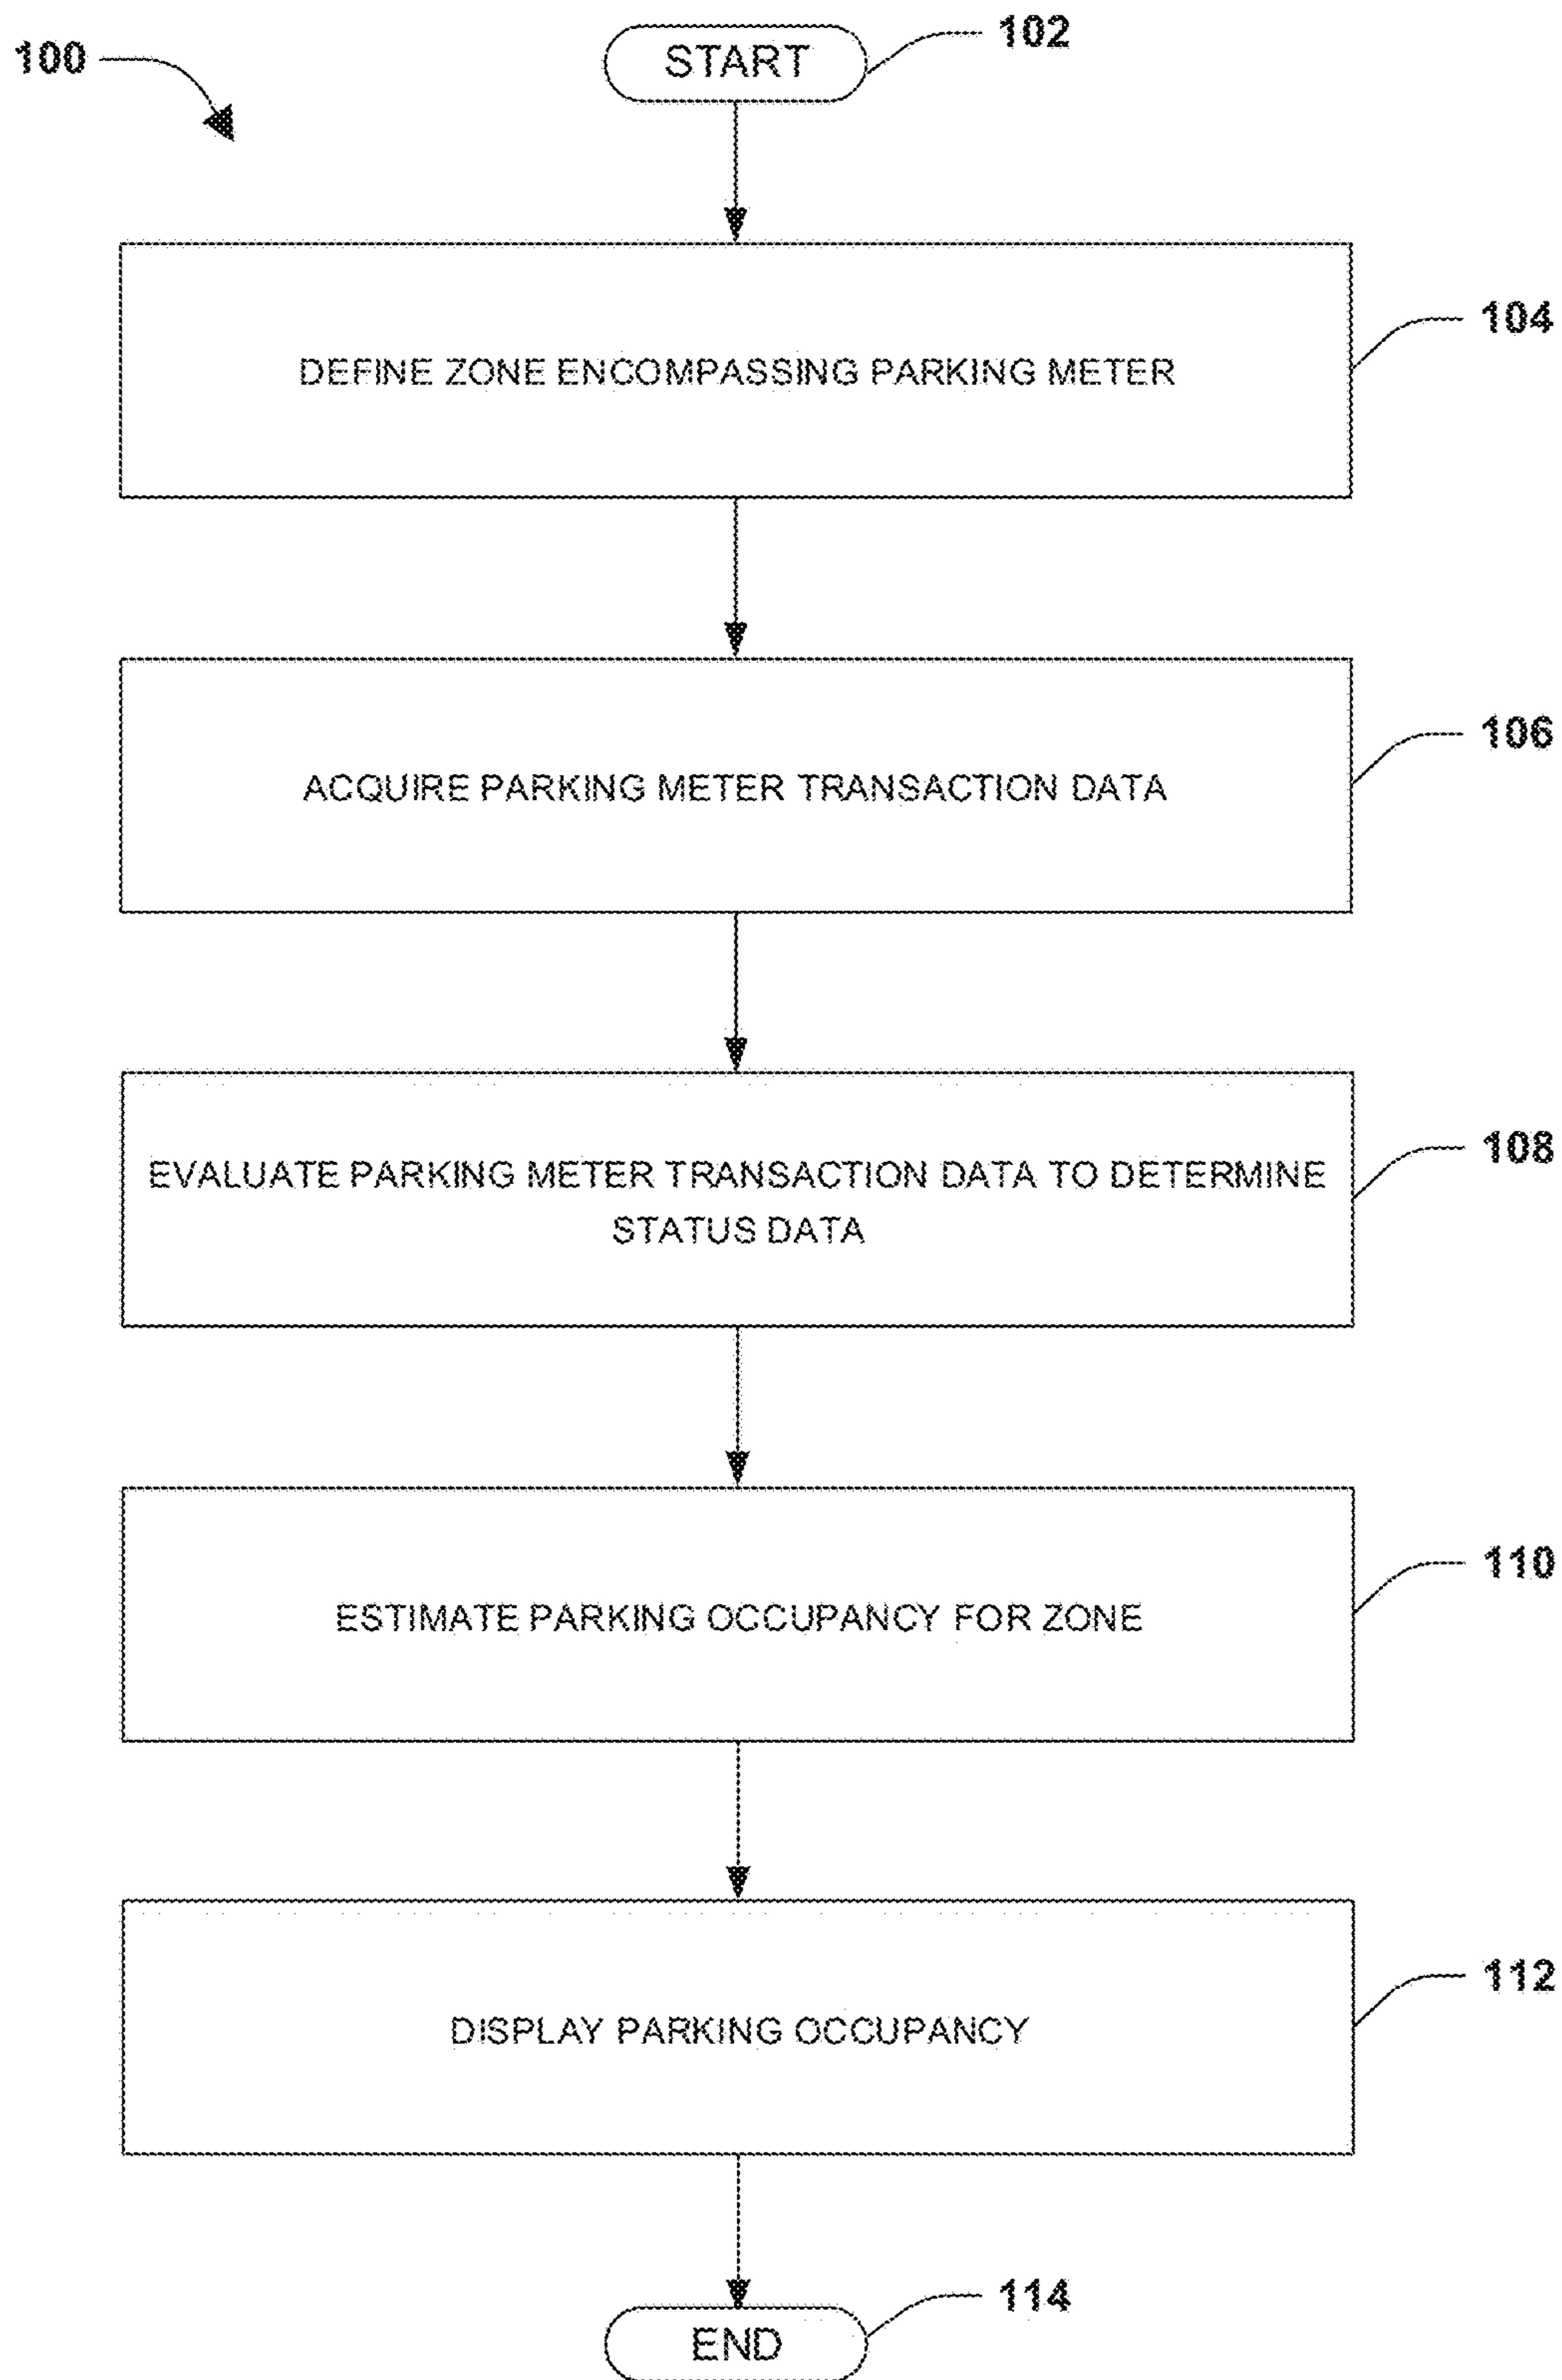 100
START
102
DEFINE ZONE ENCOMPASSING PARKING METER
104
ACQUIRE PARKING METER TRANSACTION DATA
106
EVALUATE PARKING METER TRANSACTION DATA TO DETERMINE
STATUS DATA
108
ESTIMATE PARKING OCCUPANCY FOR ZONE
110
DISPLAY PARKING OCCUPANCY
112
END
114